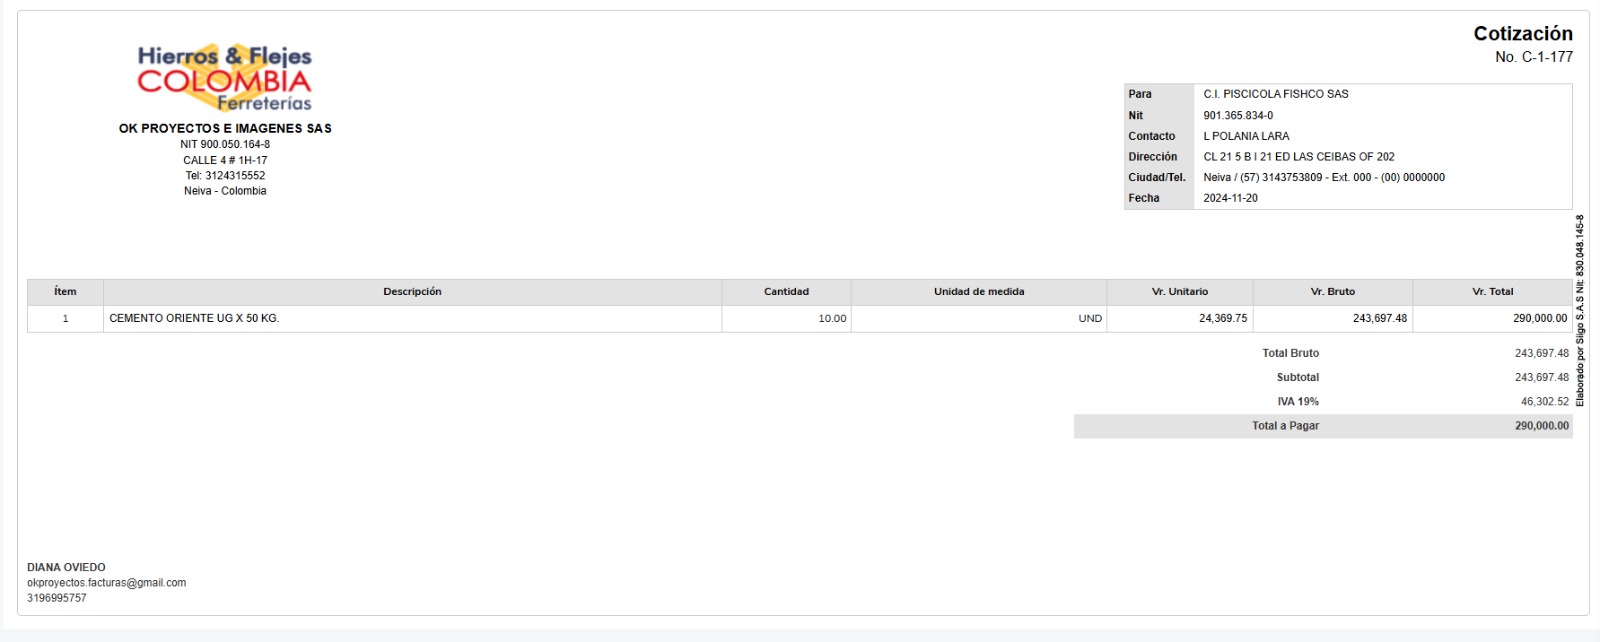 Cotización
No. C-1-177
Hierros & Flejes
COLOMBIA
Ferreterías
OK PROYECTOS E IMAGENES SAS
NIT 900.050.164-8
CALLE 4 # 1H-17
Tel: 3124315552
Neiva - Colombia
Para C.I. PISCICOLA FISHCO SAS
Nit 901.365.834-0
Contacto L POLANIA LARA
Dirección CL 21 5 B I 21 ED LAS CEIBAS OF 202
Ciudad/Tel. Neiva / (57) 3143753809 - Ext. 000 - (00) 0000000
Fecha 2024-11-20
Ítem Descripción Cantidad Unidad de medida Vr. Unitario Vr. Bruto Vr. Total
1 CEMENTO ORIENTE UG X 50 KG. 10.00 UND 24,369.75 243,697.48 290,000.00
Total Bruto 243,697.48
Subtotal 243,697.48
IVA 19% 46,302.52
Total a Pagar 290,000.00
Elaborado por Siigo S.A.S Nit: 830.048.145-8
DIANA OVIEDO
okproyectos.facturas@gmail.com
3196995757